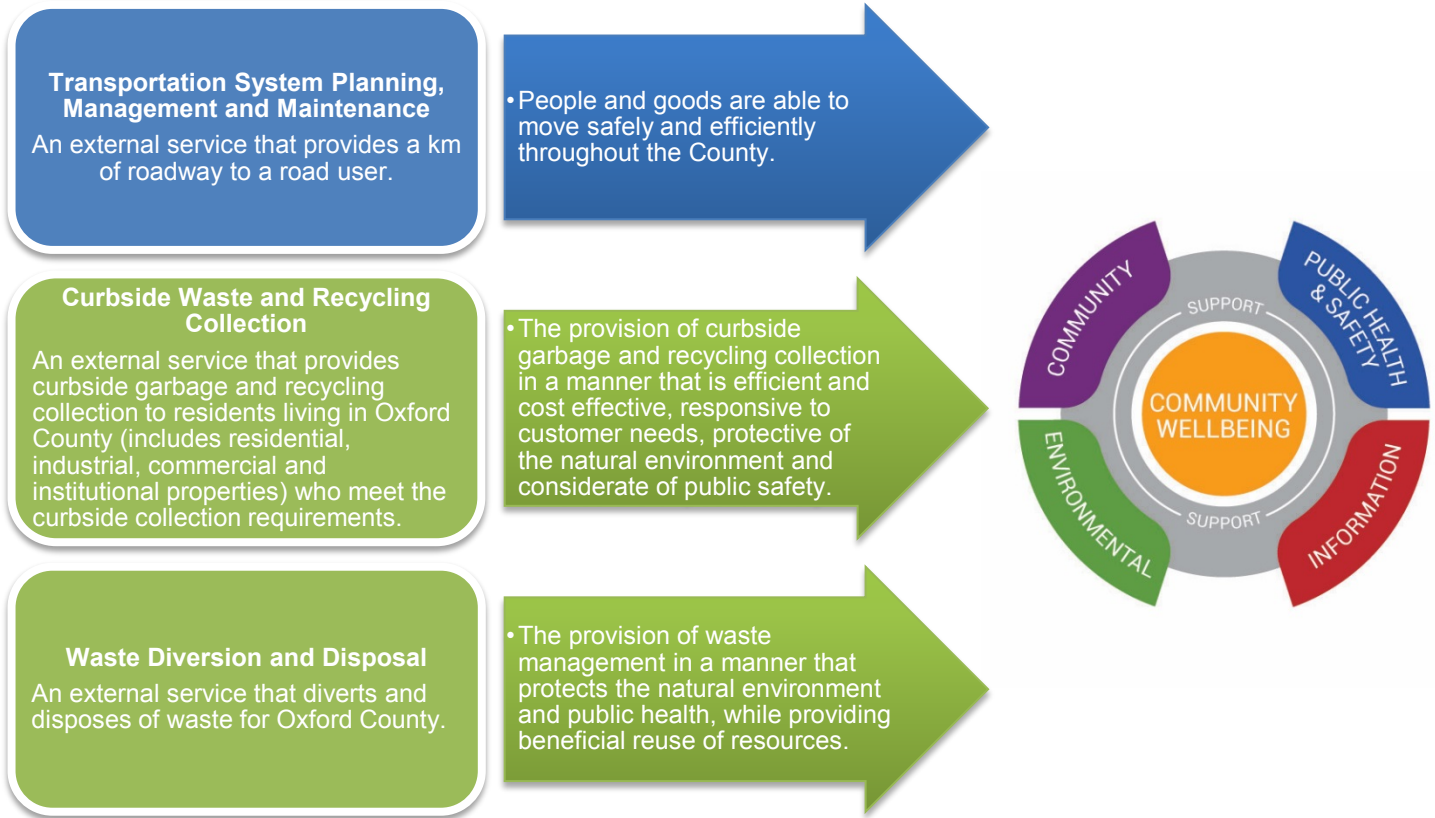 Transportation System Planning,
Management and Maintenance
An external service that provides a km
of roadway to a road user.
•People and goods are able to
move safely and efficiently
throughout the County.
Curbside Waste and Recycling
Collection
An external service that provides
curbside garbage and recycling
collection to residents living in Oxford
County (includes residential,
industrial, commercial and
institutional properties) who meet the
curbside collection requirements.
•The provision of curbside
garbage and recycling collection
in a manner that is efficient and
cost effective, responsive to
customer needs, protective of
the natural environment and
considerate of public safety.
Waste Diversion and Disposal
An external service that diverts and
disposes of waste for Oxford County.
•The provision of waste
management in a manner that
protects the natural environment
and public health, while providing
beneficial reuse of resources.
COMMUNITY
PUBLIC HEALTH
& SAFETY
SUPPORT
COMMUNITY
WELLBEING
SUPPORT
ENVIRONMENTAL
INFORMATION